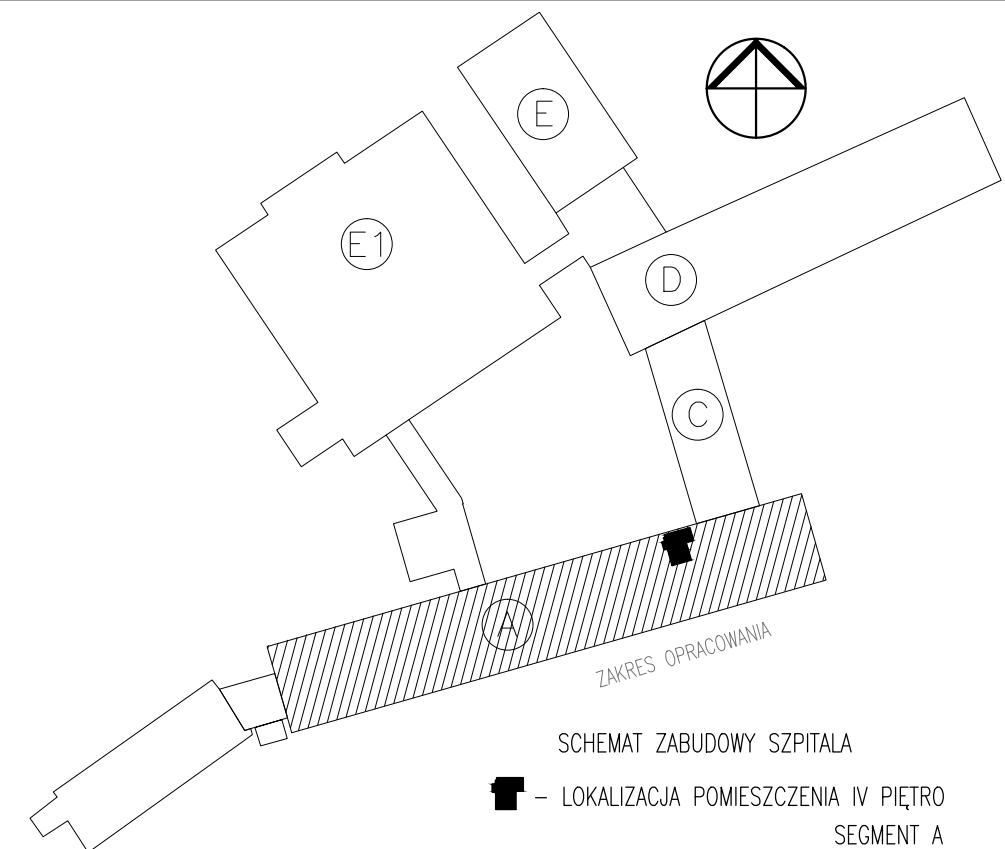 E
E1
D
C
A
ZAKRES OPRACOWANIA
SCHEMAT ZABUDOWY SZPITALA
– LOKALIZACJA POMIESZCZENIA IV PIĘTRO
SEGMENT A